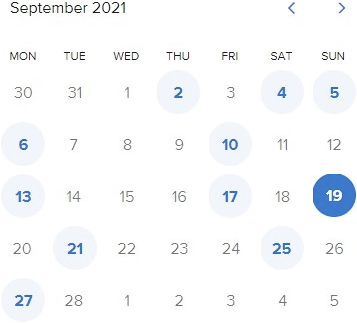 September 2021
MON TUE WED THU FRI SAT SUN
30 31 1 2 3 4 5
6 7 8 9 10 11 12
13 14 15 16 17 18 19
20 21 22 23 24 25 26
27 28 1 2 3 4 5